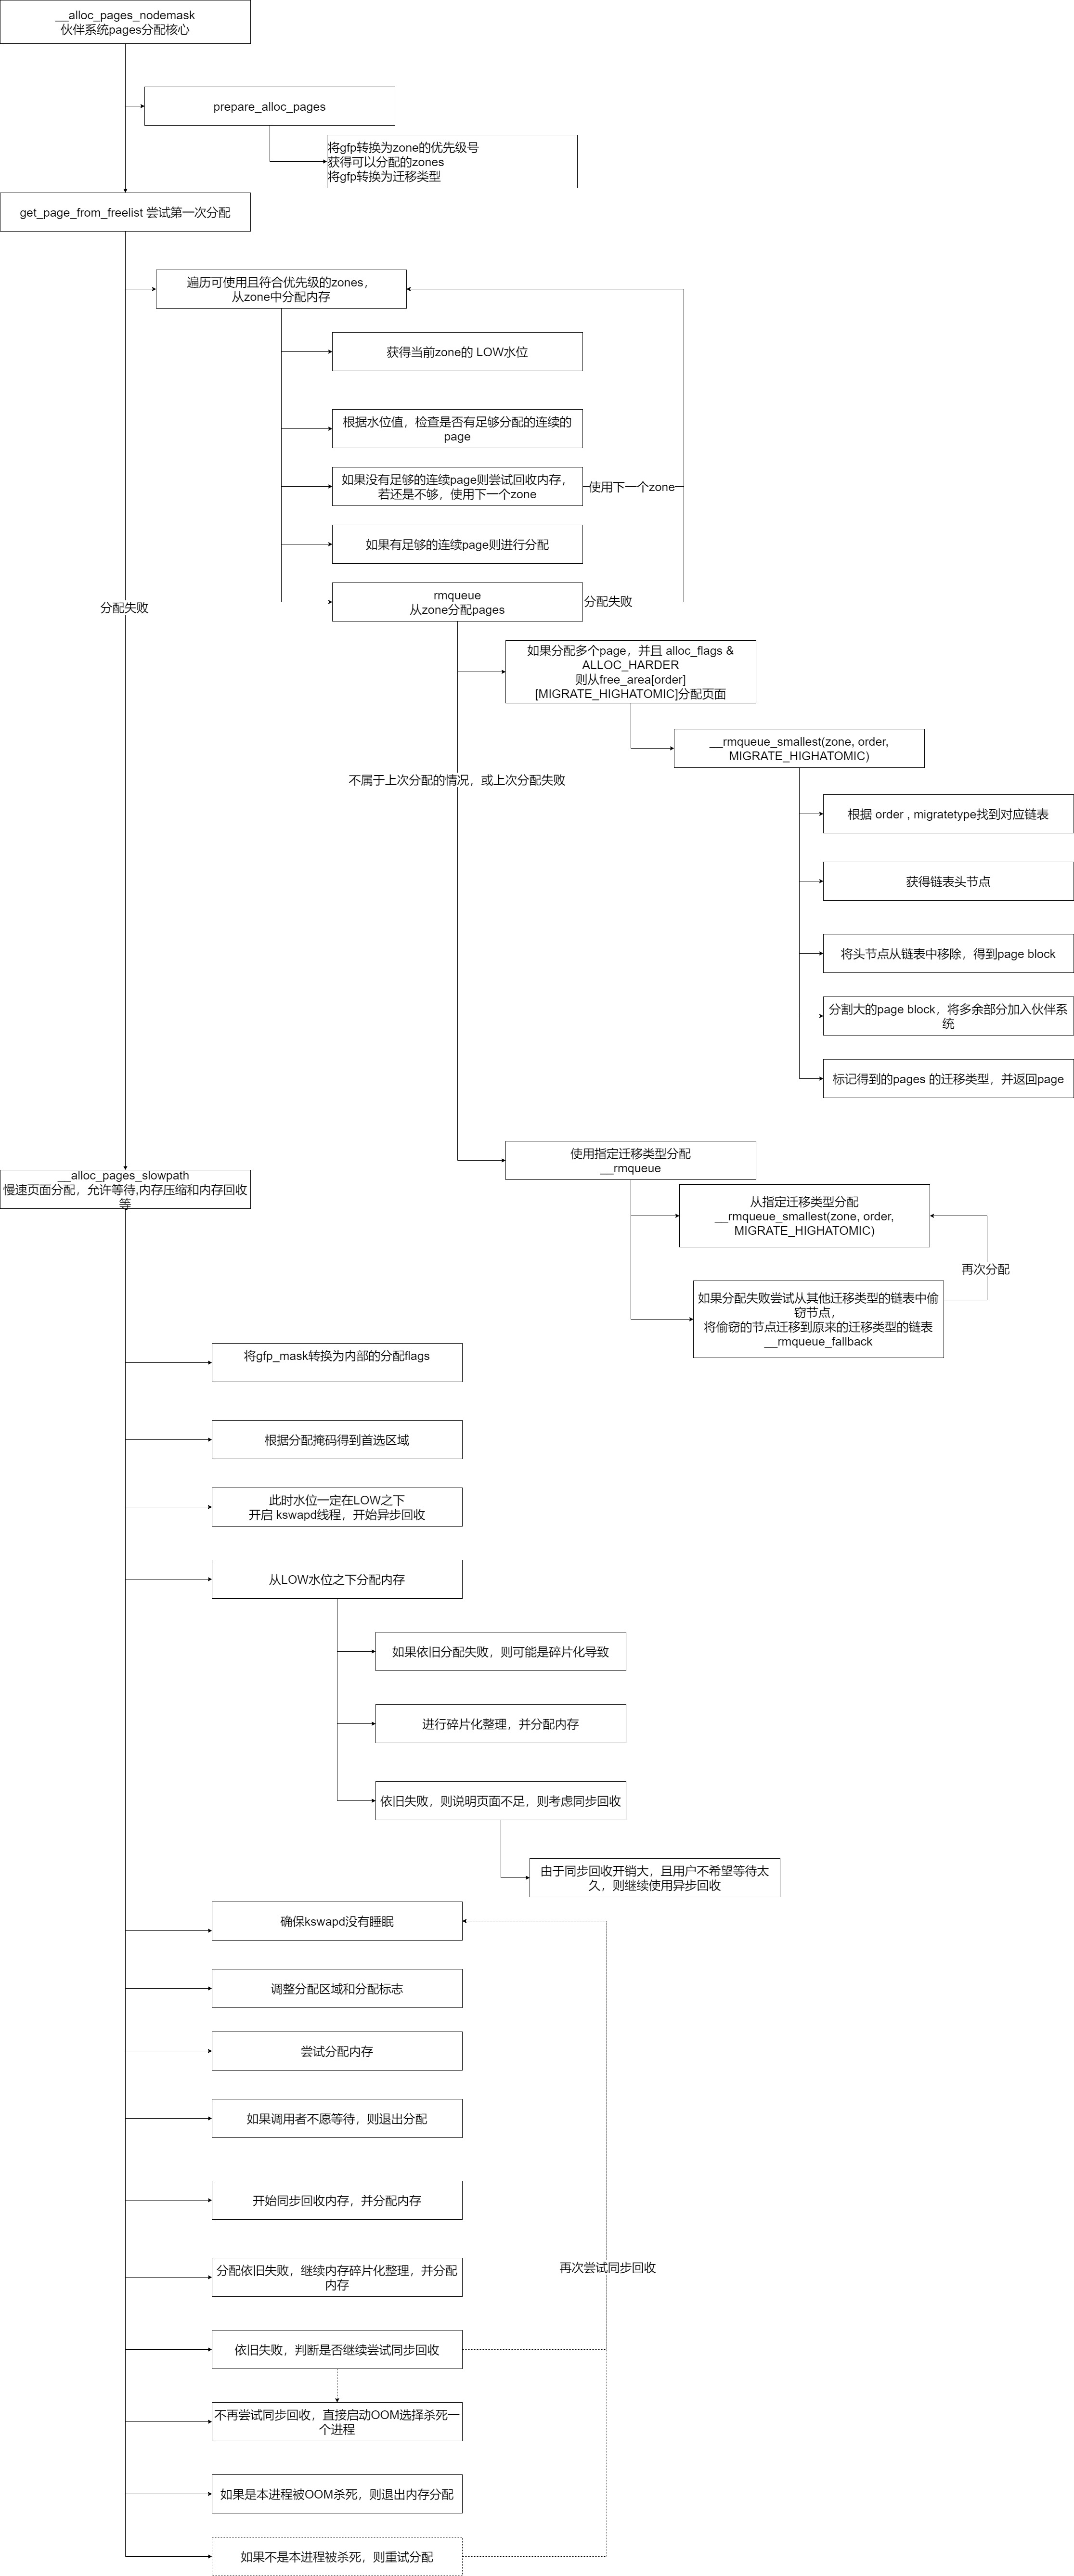 __alloc_pages_nodemask
伙伴系统pages分配核心
prepare_alloc_pages
将gfp转换为zone的优先级号
获得可以分配的zones
将gfp转换为迁移类型
get_page_from_freelist 尝试第一次分配
遍历可使用且符合优先级的zones，
从zone中分配内存
获得当前zone的 LOW水位
根据水位值，检查是否有足够分配的连续的
page
如果没有足够的连续page则尝试回收内存，
若还是不够，使用下一个zone
使用下一个zone
如果有足够的连续page则进行分配
rmqueue
从zone分配pages
分配失败
分配失败
如果分配多个page，并且 alloc_flags &
ALLOC_HARDER
则从free_area[order]
[MIGRATE_HIGHATOMIC]分配页面
__rmqueue_smallest(zone, order,
MIGRATE_HIGHATOMIC)
不属于上次分配的情况，或上次分配失败
根据 order , migratetype找到对应链表
获得链表头节点
将头节点从链表中移除，得到page block
分割大的page block，将多余部分加入伙伴系
统
标记得到的pages 的迁移类型，并返回page
使用指定迁移类型分配
__rmqueue
__alloc_pages_slowpath
慢速页面分配，允许等待,内存压缩和内存回收
等
从指定迁移类型分配
__rmqueue_smallest(zone, order,
MIGRATE_HIGHATOMIC)
再次分配
如果分配失败尝试从其他迁移类型的链表中偷
窃节点，
将偷窃的节点迁移到原来的迁移类型的链表
__rmqueue_fallback
将gfp_mask转换为内部的分配flags
根据分配掩码得到首选区域
此时水位一定在LOW之下
开启 kswapd线程，开始异步回收
从LOW水位之下分配内存
如果依旧分配失败，则可能是碎片化导致
进行碎片化整理，并分配内存
依旧失败，则说明页面不足，则考虑同步回收
由于同步回收开销大，且用户不希望等待太
久，则继续使用异步回收
确保kswapd没有睡眠
调整分配区域和分配标志
尝试分配内存
如果调用者不愿等待，则退出分配
开始同步回收内存，并分配内存
再次尝试同步回收
分配依旧失败，继续内存碎片化整理，并分配
内存
依旧失败，判断是否继续尝试同步回收
不再尝试同步回收，直接启动OOM选择杀死一
个进程
如果是本进程被OOM杀死，则退出内存分配
如果不是本进程被杀死，则重试分配